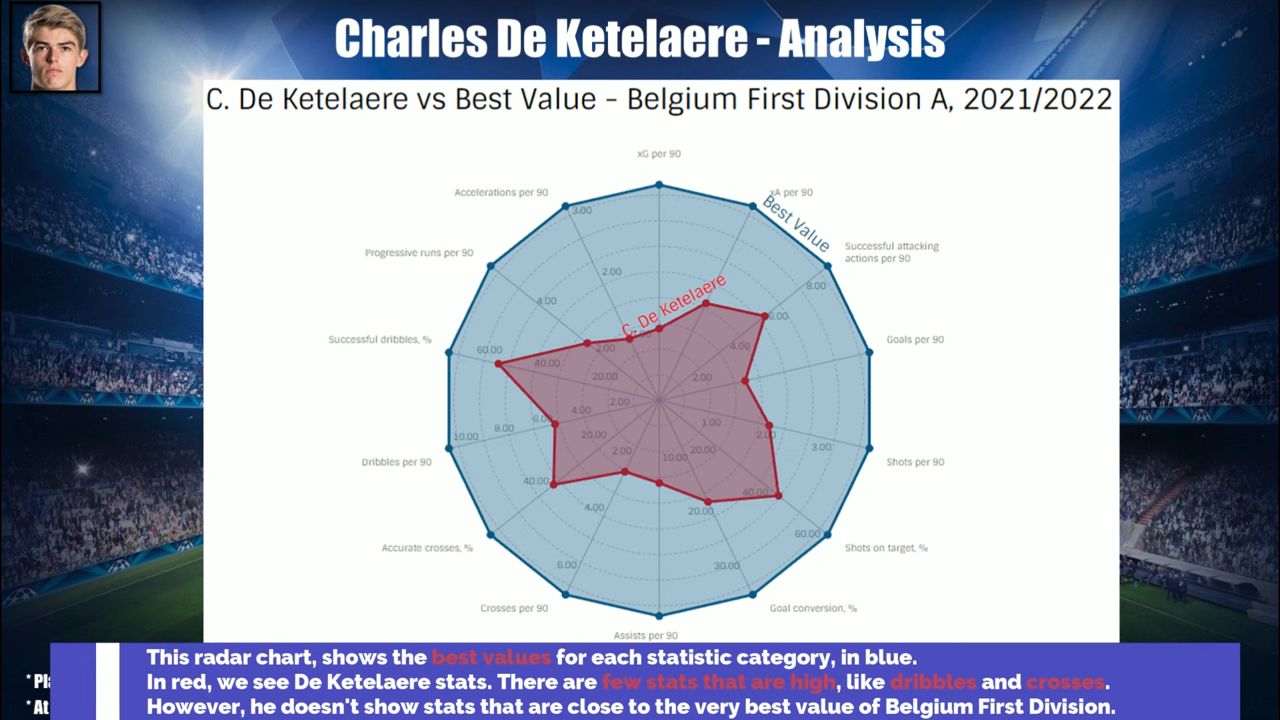 Charles De Ketelaere - Analysis
C. De Ketelaere vs Best Value - Belgium First Division A, 2021/2022
xG per 90
Accelerations per 90
xA per 90
3.00
Best Value
Successful attacking
actions per 90
Progressive runs per 90
2.00
8.00
4.00
C. De Ketelaere
6.00
Successful dribbles, %
Goals per 90
60.00
2.00
4.00
40.00
20.00
2.00
2.00
4.00
1.00
6.00
8.00
10.00
20.00
2.00
3.00
2.00
10.00
20.00
Dribbles per 90
Shots per 90
40.00
40.00
4.00
20.00
60.00
Accurate crosses, %
Shots on target, %
6.00
30.00
Crosses per 90
Goal conversion, %
Assists per 90
This radar chart, shows the best values for each statistic category, in blue.
In red, we see De Ketelaere stats. There are few stats that are high, like dribbles and crosses.
However, he doesn't show stats that are close to the very best value of Belgium First Division.
* Pl
* At